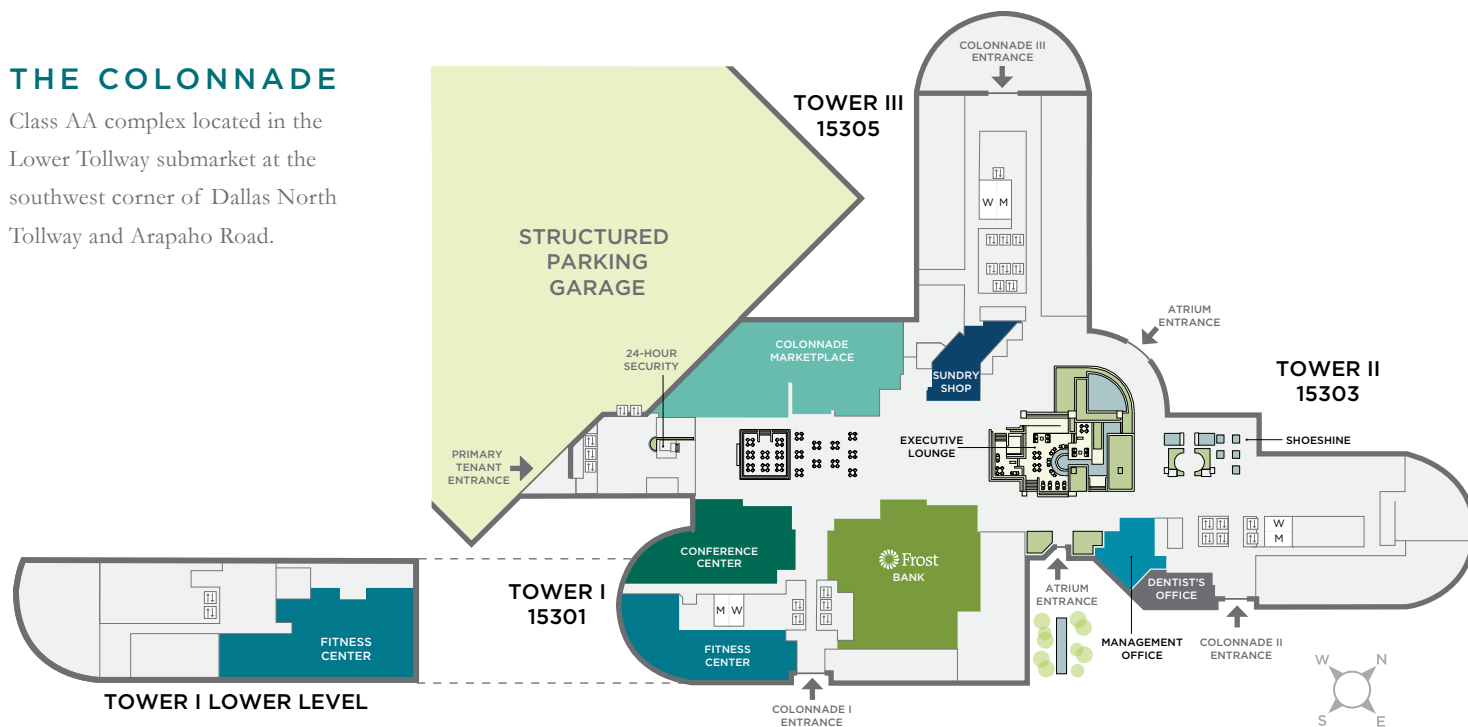 THE COLONNADE
Class AA complex located in the
Lower Tollway submarket at the
southwest corner of Dallas North
Tollway and Arapaho Road.
COLONNADE III
ENTRANCE
TOWER III
15305
W M
STRUCTURED
PARKING
GARAGE
ATRIUM
ENTRANCE
24-HOUR
SECURITY
COLONNADE
MARKETPLACE
SUNDRY
SHOP
TOWER II
15303
EXECUTIVE
LOUNGE
SHOESHINE
PRIMARY
TENANT
ENTRANCE
W
M
CONFERENCE
CENTER
Frost
BANK
TOWER I
15301
M W
ATRIUM
ENTRANCE
DENTIST'S
OFFICE
FITNESS
CENTER
FITNESS
CENTER
MANAGEMENT
OFFICE
COLONNADE II
ENTRANCE
TOWER I LOWER LEVEL
COLONNADE I
ENTRANCE
W N
S E